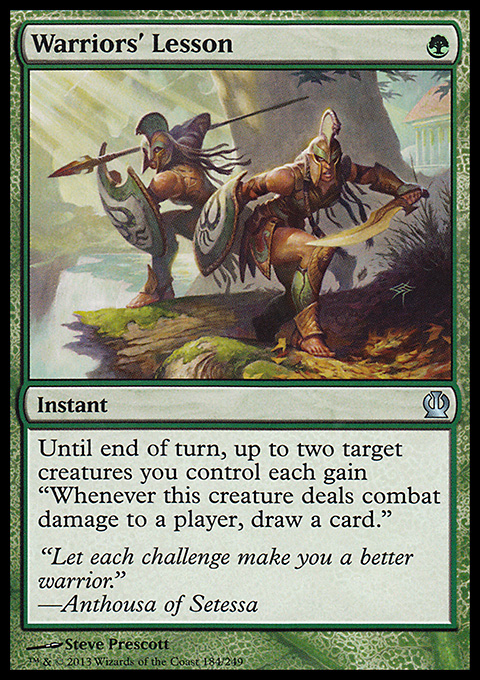 Warriors' Lesson
Instant
Until end of turn, up to two target
creatures you control each gain
“Whenever this creature deals combat
damage to a player, draw a card.”
“Let each challenge make you a better
warrior.”
—Anthousa of Setessa
Steve Prescott
™ & © 2013 Wizards of the Coast 184/249